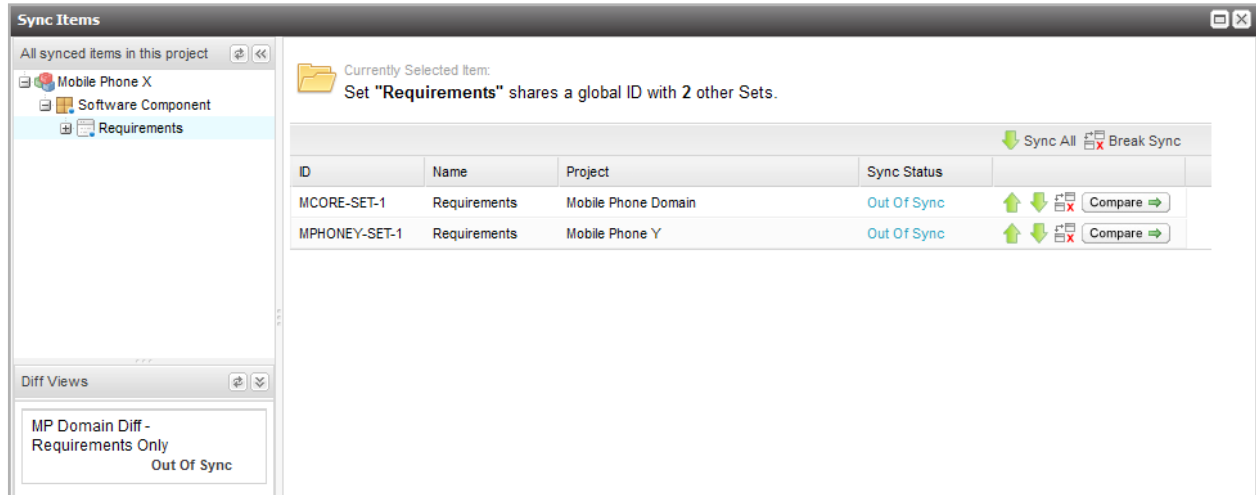 Sync Items
All synced items in this project
Mobile Phone X
Software Component
Requirements
Currently Selected Item:
Set "Requirements" shares a global ID with 2 other Sets.
Sync All Break Sync
ID Name Project Sync Status
MCORE-SET-1 Requirements Mobile Phone Domain Out Of Sync Compare
MPHONEY-SET-1 Requirements Mobile Phone Y Out Of Sync Compare
Diff Views
MP Domain Diff -
Requirements Only
Out Of Sync